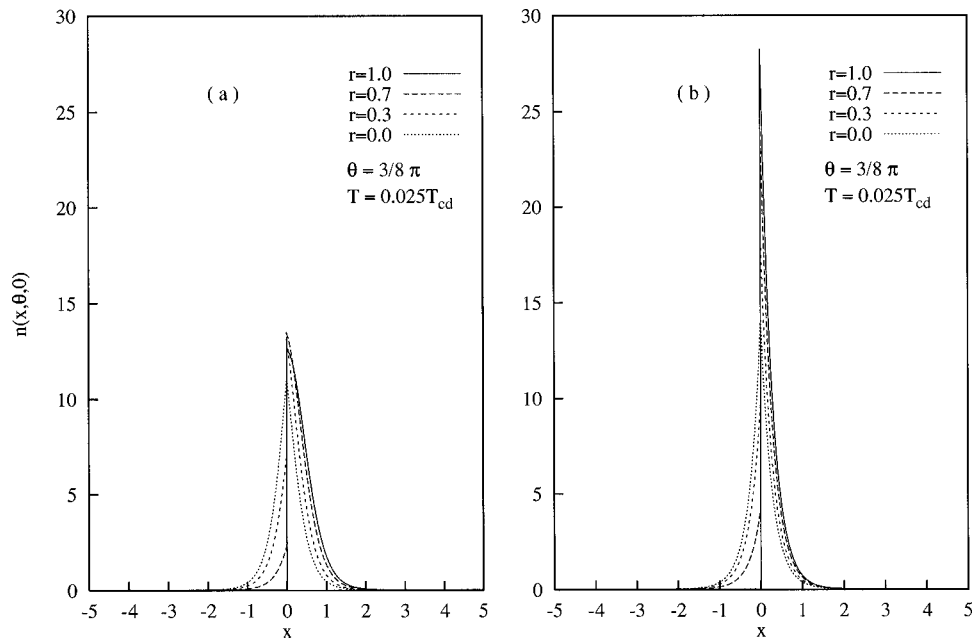 30
25
20
15
10
5
0
n(x,θ,0)
( a )
r=1.0
r=0.7
r=0.3
r=0.0
θ = 3/8 π
T = 0.025T_cd
-5 -4 -3 -2 -1 0 1 2 3 4 5
x
30
25
20
15
10
5
0
( b )
r=1.0
r=0.7
r=0.3
r=0.0
θ = 3/8 π
T = 0.025T_cd
-5 -4 -3 -2 -1 0 1 2 3 4 5
x